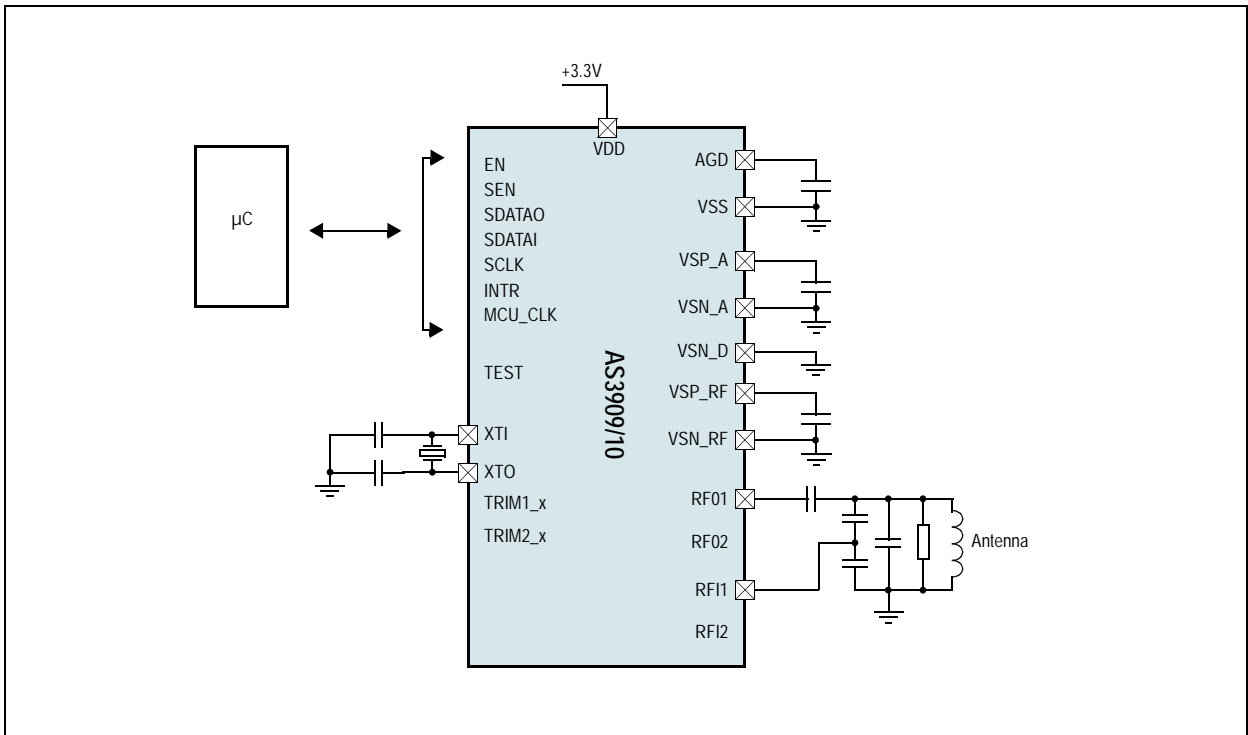 +3.3V
VDD
µC
EN
SEN
SDATAO
SDATAI
SCLK
INTR
MCU_CLK
TEST
XTI
XTO
TRIM1_x
TRIM2_x
AS3909/10
AGD
VSS
VSP_A
VSN_A
VSN_D
VSP_RF
VSN_RF
RF01
RF02
RFI1
RFI2
Antenna